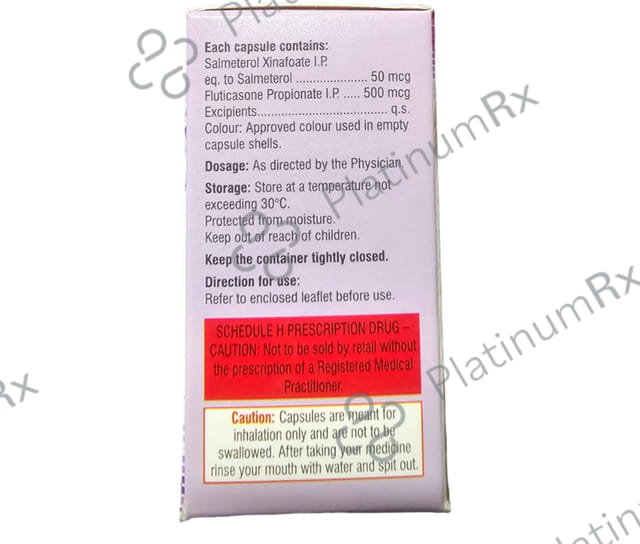 Each capsule contains:
Salmeterol Xinafoate I.P.
eq. to Salmeterol ..................... 50 mcg
Fluticasone Propionate I.P. ..... 500 mcg
Excipients...................................... q.s.
Colour: Approved colour used in empty
capsule shells.
Dosage: As directed by the Physician.
Storage: Store at a temperature not
exceeding 30°C.
Protected from moisture.
Keep out of reach of children.
Keep the container tightly closed.
Direction for use:
Refer to enclosed leaflet before use.
SCHEDULE H PRESCRIPTION DRUG –
CAUTION: Not to be sold by retail without
the prescription of a Registered Medical
Practitioner.
Caution: Capsules are meant for
inhalation only and are not to be
swallowed. After taking your medicine
rinse your mouth with water and spit out.
PlatinumRx
PlatinumRx
PlatinumRx
Rx